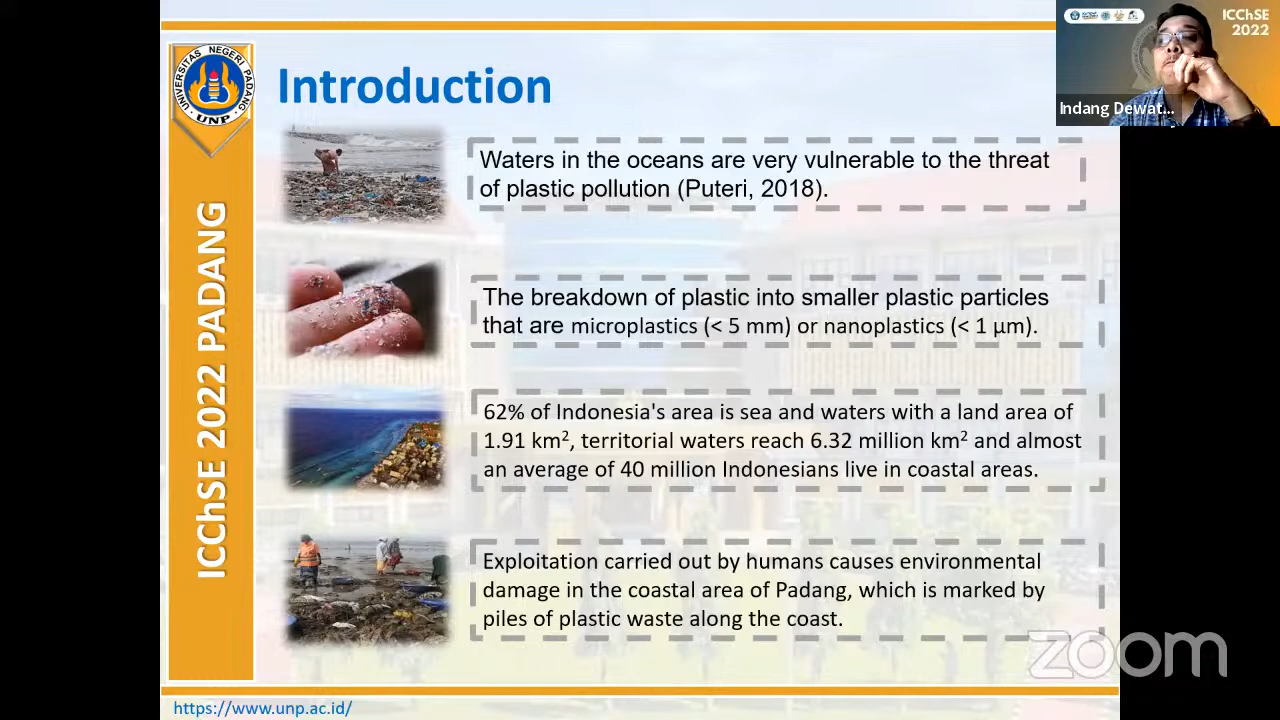 Introduction
Waters in the oceans are very vulnerable to the threat
of plastic pollution (Puteri, 2018).
The breakdown of plastic into smaller plastic particles
that are microplastics (< 5 mm) or nanoplastics (< 1 µm).
62% of Indonesia's area is sea and waters with a land area of
1.91 km², territorial waters reach 6.32 million km² and almost
an average of 40 million Indonesians live in coastal areas.
Exploitation carried out by humans causes environmental
damage in the coastal area of Padang, which is marked by
piles of plastic waste along the coast.
UNIVERSITAS NEGERI PADANG
UNP
ICChSE 2022 PADANG
https://www.unp.ac.id/
ICChSE
2022
Indang Dewat...
zoom